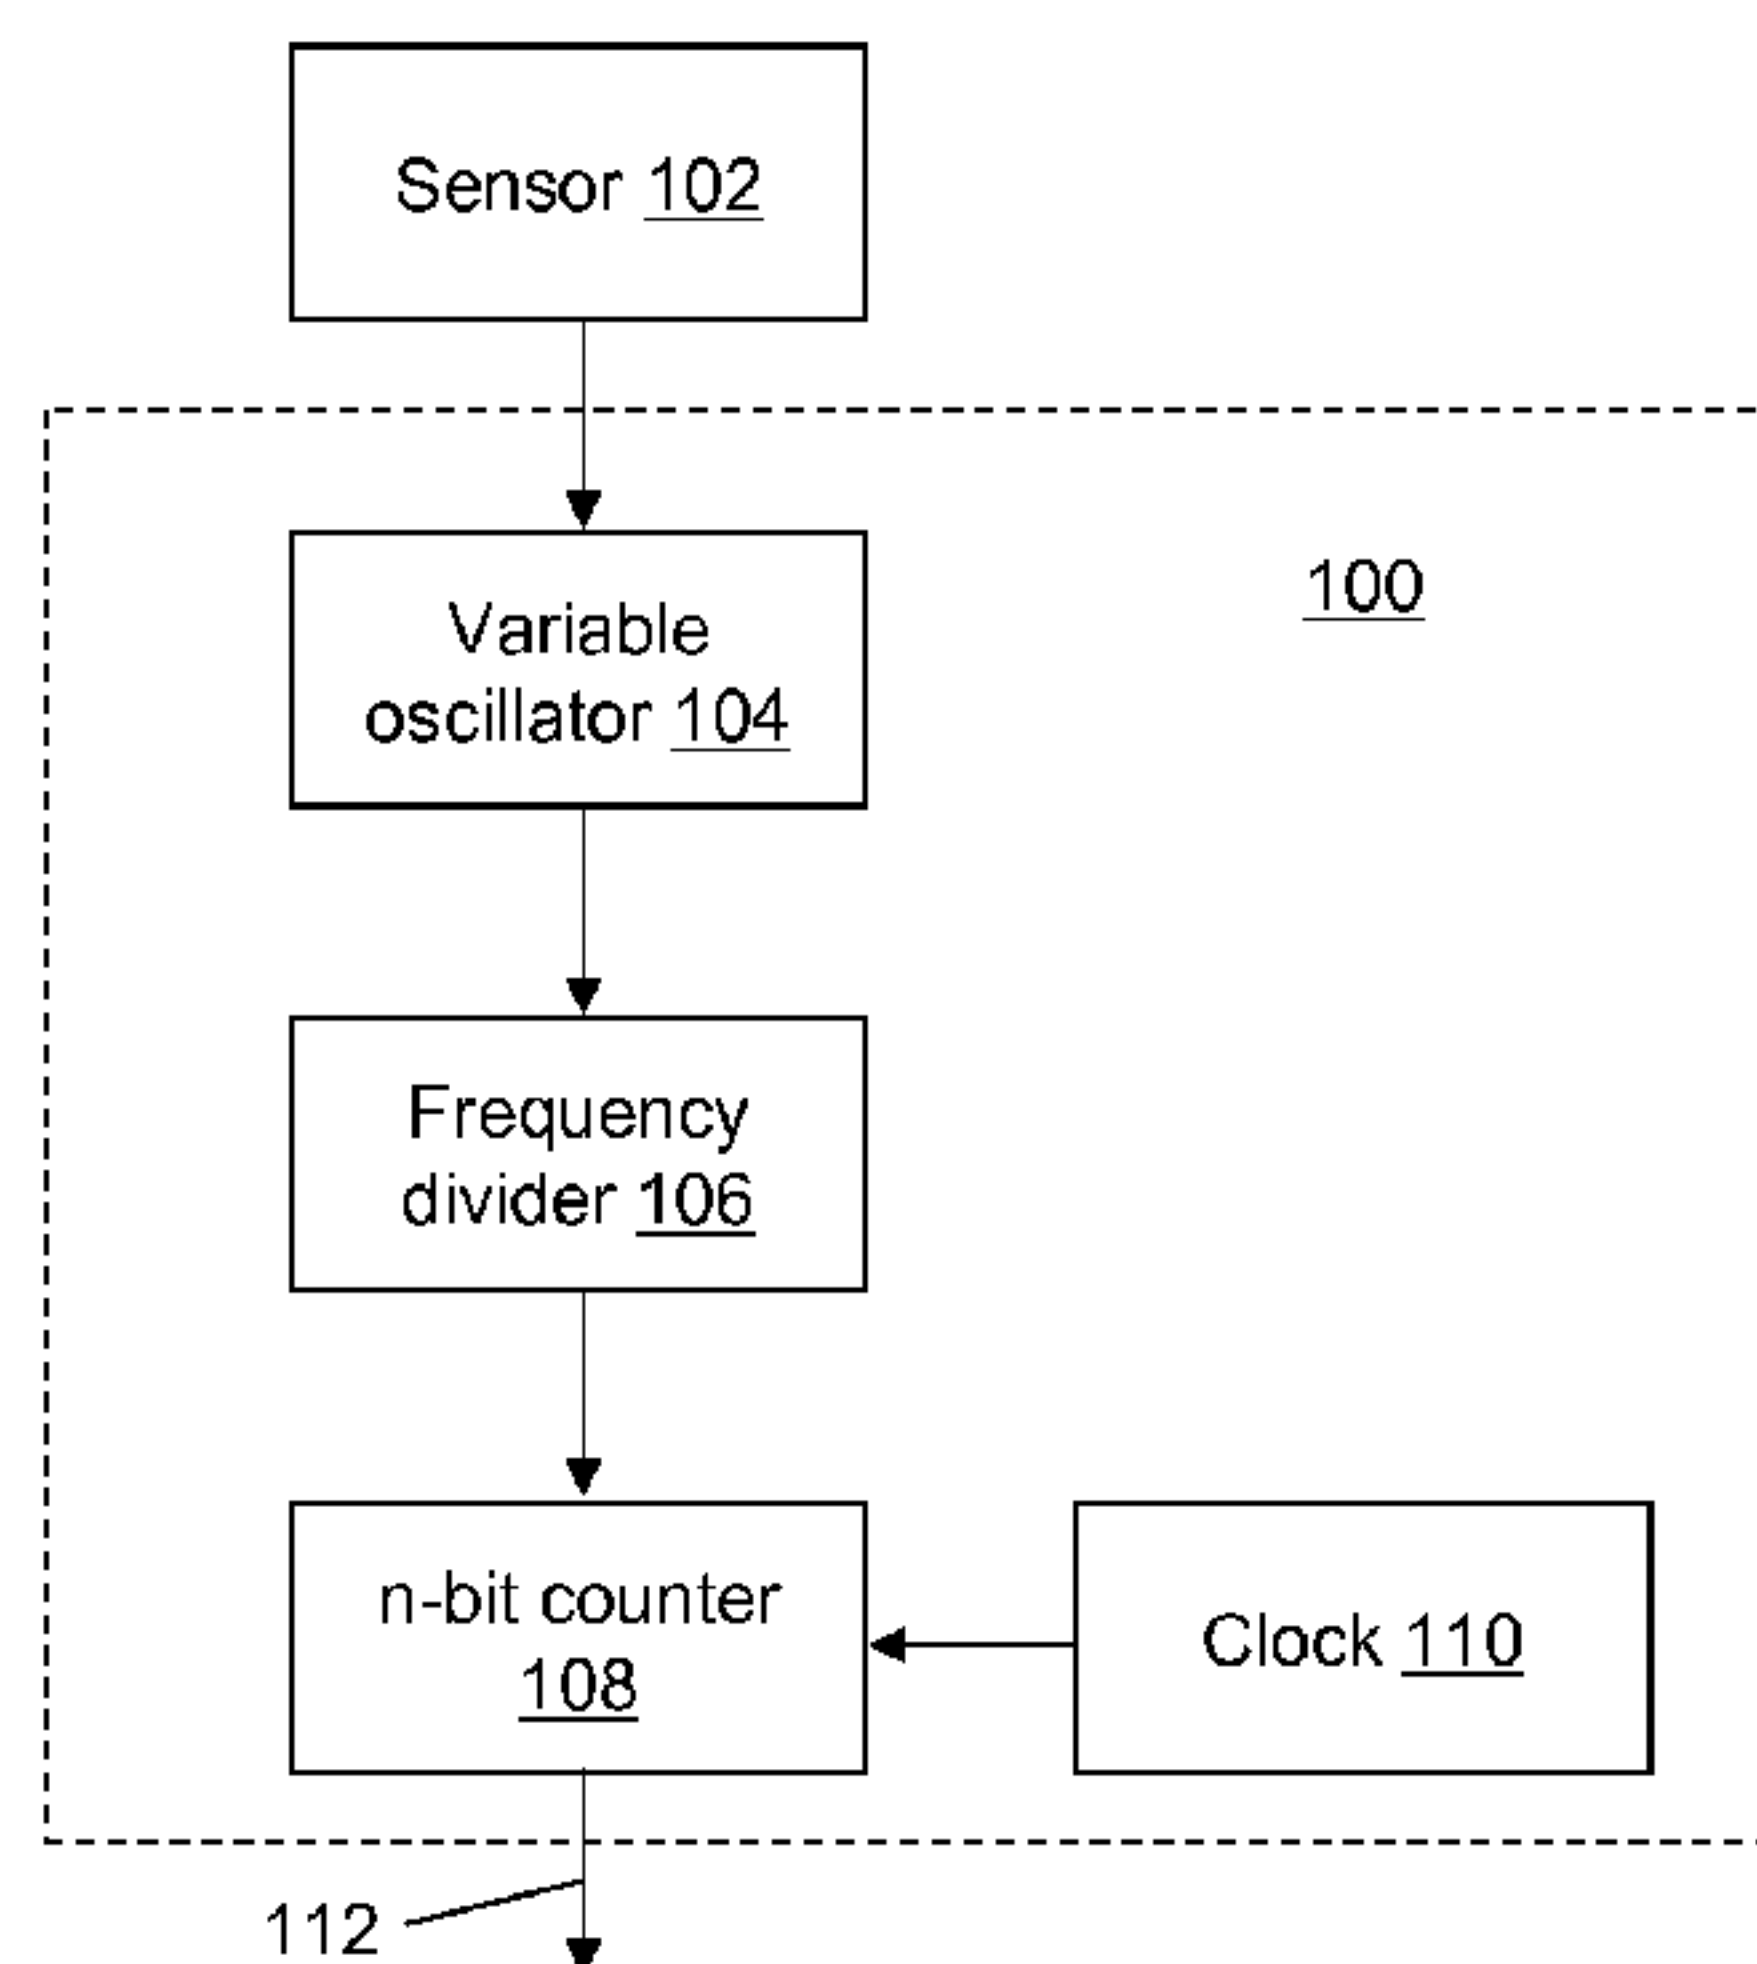 Sensor 102
100
Variable
oscillator 104
Frequency
divider 106
n-bit counter
108
Clock 110
112